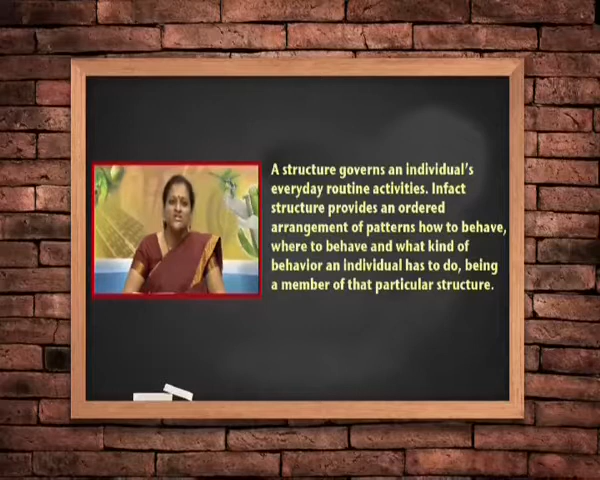 A structure governs an individual's
everyday routine activities. Infact
structure provides an ordered
arrangement of patterns how to behave,
where to behave and what kind of
behavior an individual has to do, being
a member of that particular structure.